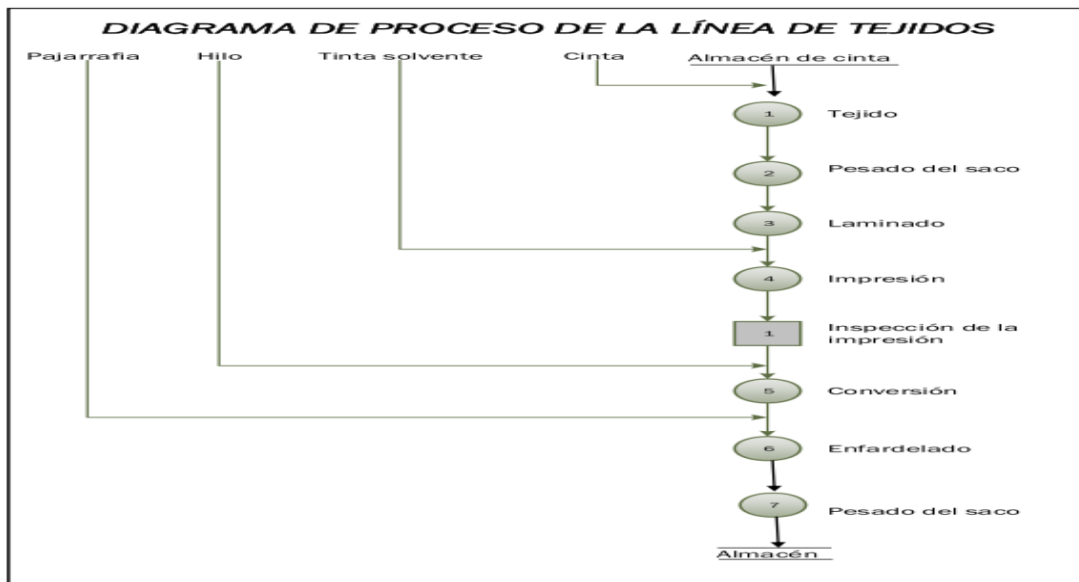 DIAGRAMA DE PROCESO DE LA LÍNEA DE TEJIDOS
Pajarrafia Hilo Tinta solvente Cinta Almacén de cinta
1 Tejido
2 Pesado del saco
3 Laminado
4 Impresión
1 Inspección de la
impresión
5 Conversión
6 Enfardelado
7 Pesado del saco
Almacén